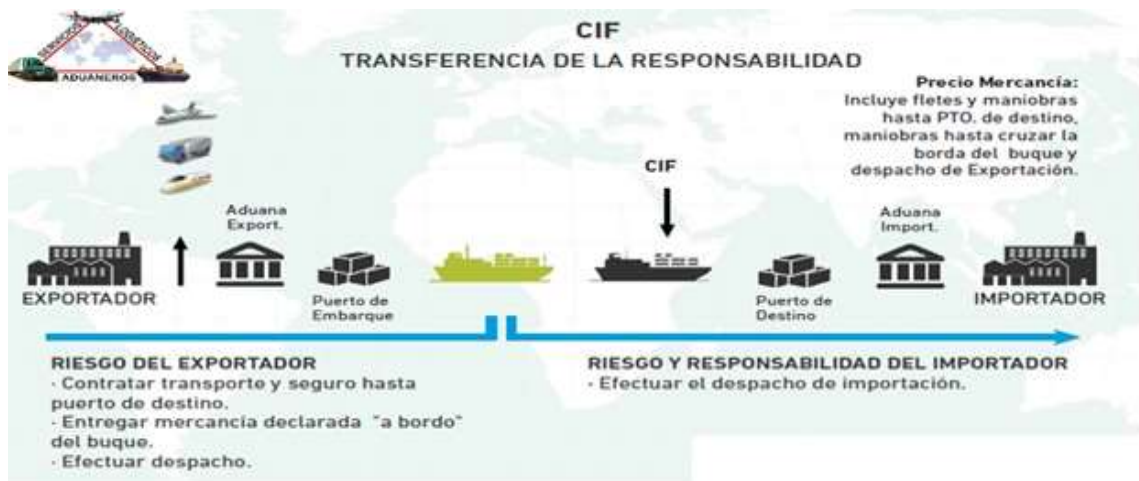 SERVICIOS
LOGISTICOS
ADUANEROS
CIF
TRANSFERENCIA DE LA RESPONSABILIDAD
Precio Mercancía:
Incluye fletes y maniobras
hasta PTO. de destino,
maniobras hasta cruzar la
borda del buque y
despacho de Exportación.
CIF
Aduana
Export.
Aduana
Import.
EXPORTADOR
Puerto de
Embarque
Puerto de
Destino
IMPORTADOR
RIESGO DEL EXPORTADOR
· Contratar transporte y seguro hasta
puerto de destino.
· Entregar mercancía declarada "a bordo"
del buque.
· Efectuar despacho.
RIESGO Y RESPONSABILIDAD DEL IMPORTADOR
· Efectuar el despacho de importación.